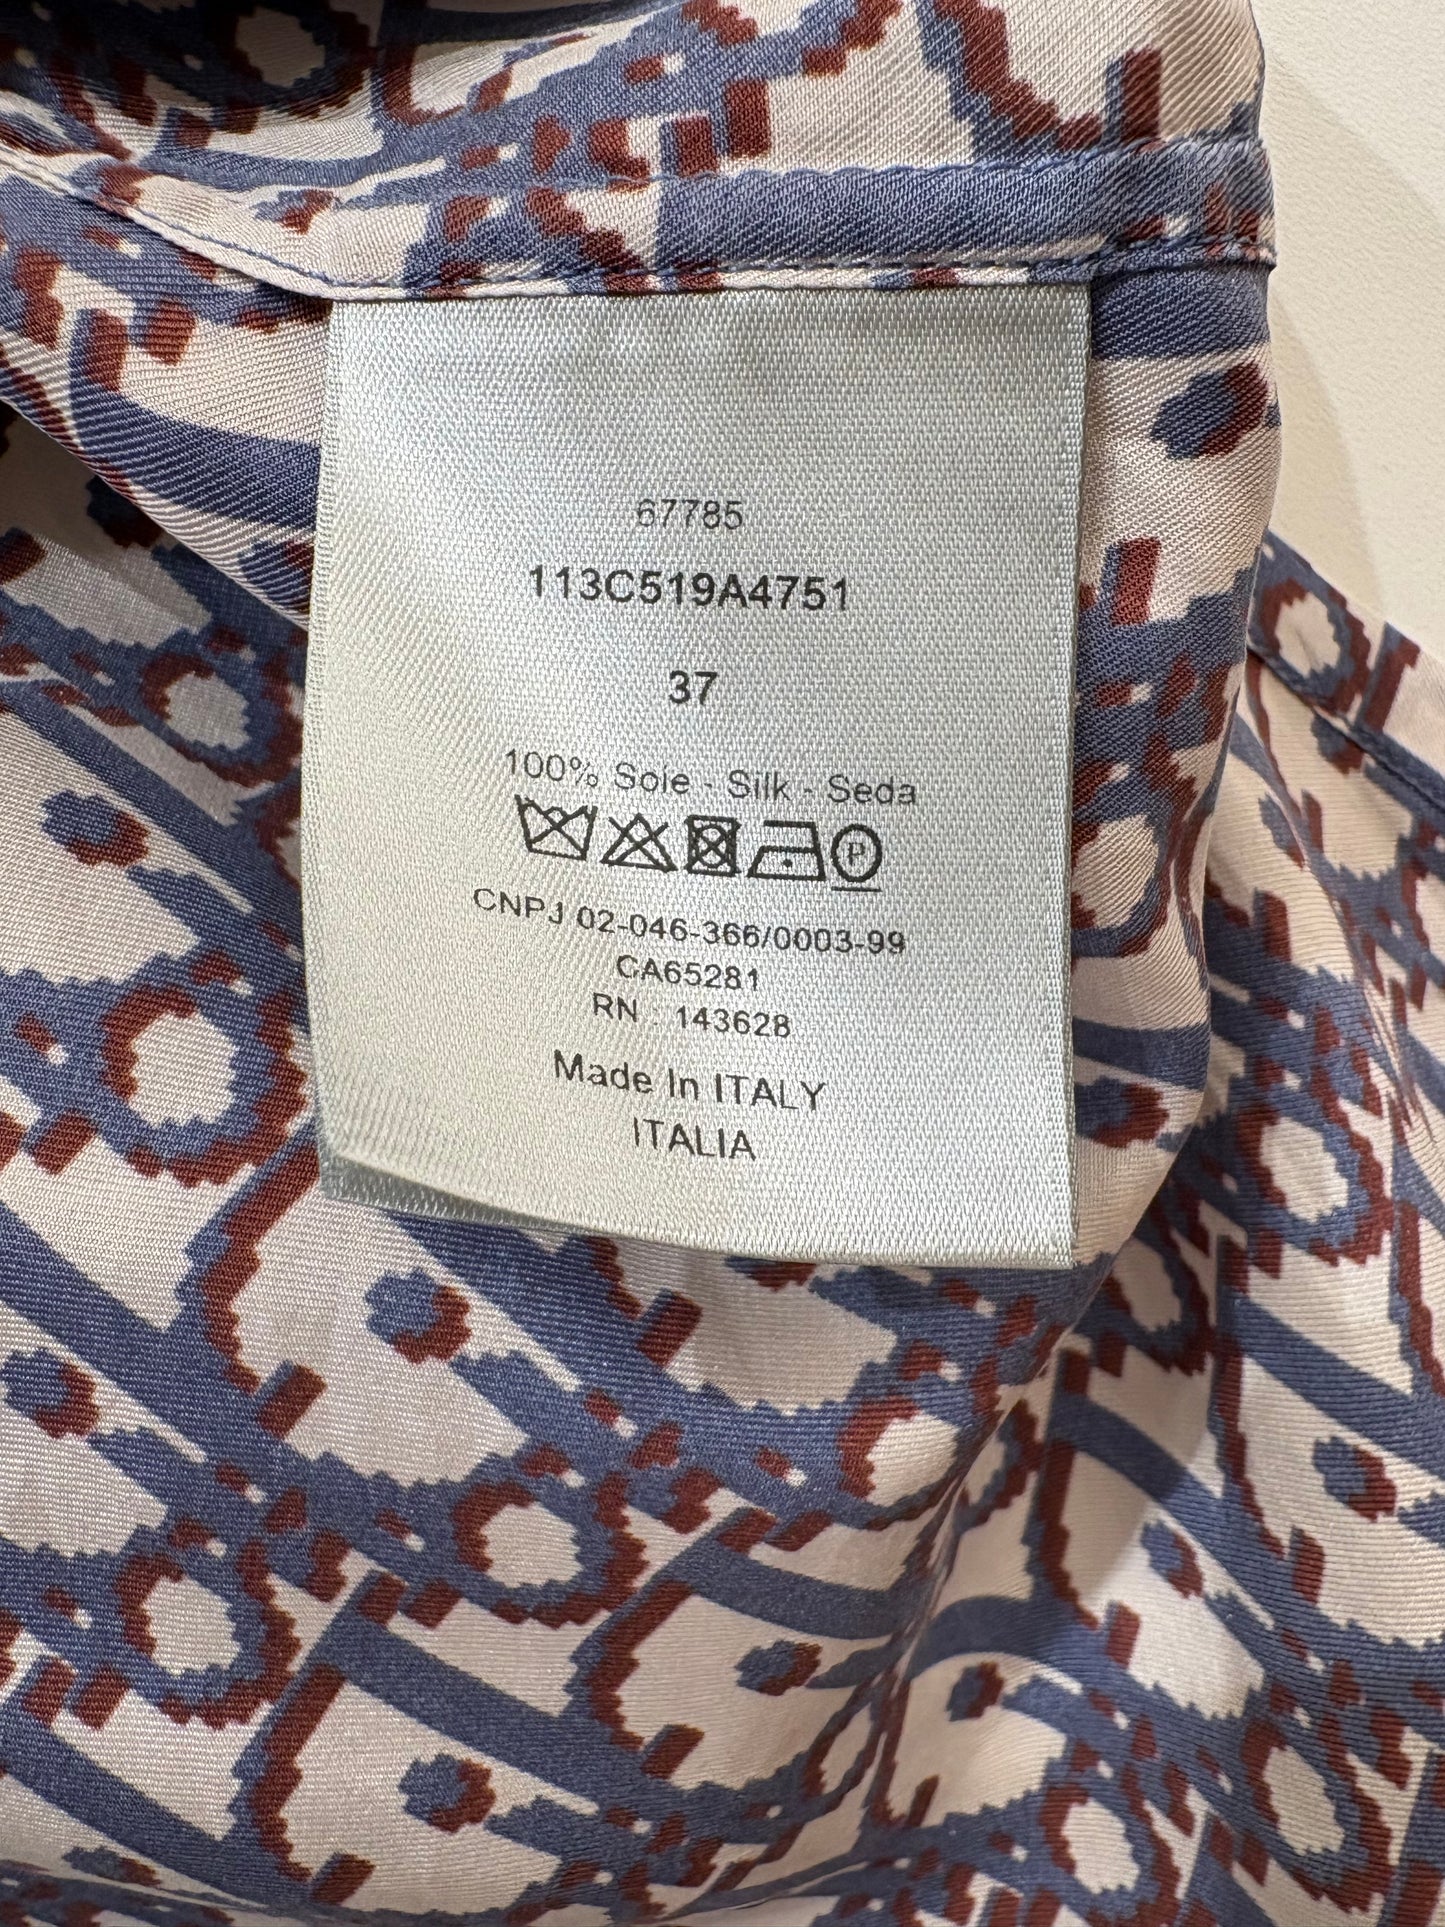 67785
113C519A4751
37
100% Soie - Silk - Seda
P
CNPJ 02-046-366/0003-99
CA65281
RN : 143628
Made In ITALY
ITALIA